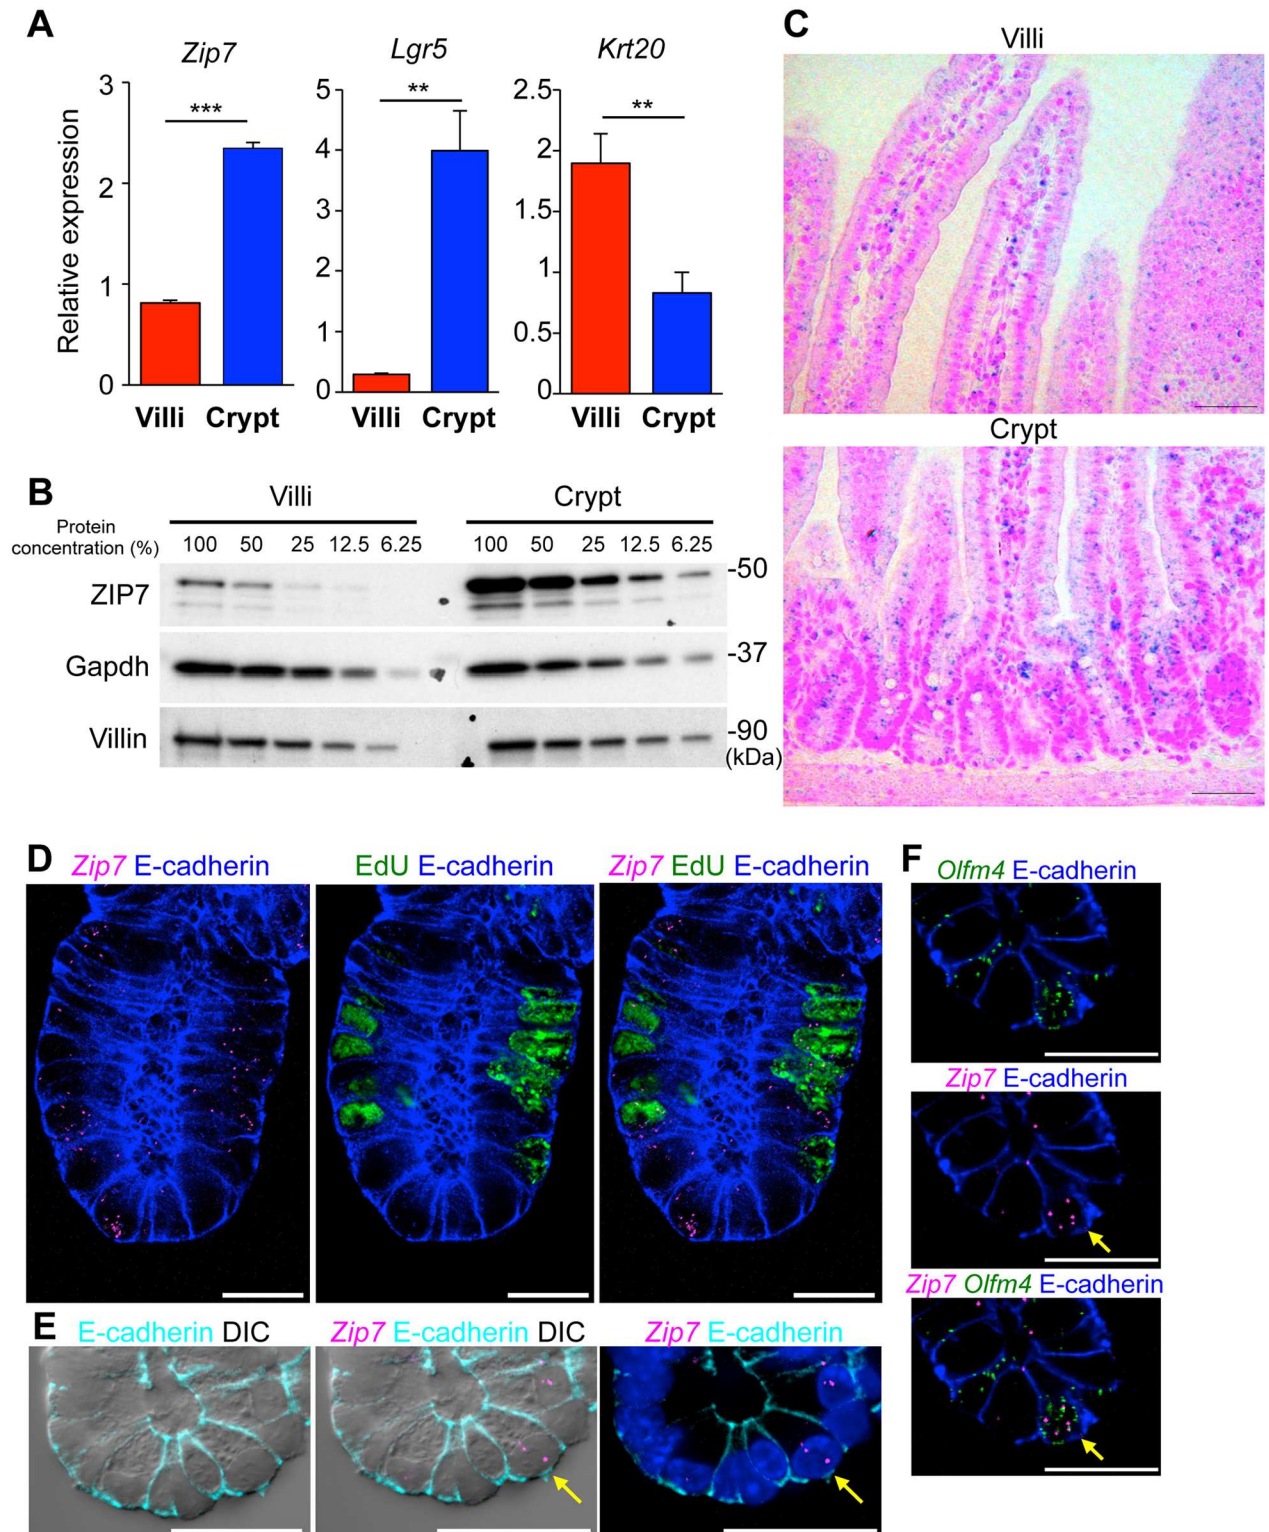 A
Zip7
Lgr5
Krt20
Relative expression
3
2
1
0
***
Villi Crypt
5
4
3
2
1
0
**
Villi Crypt
2.5
2
1.5
1
0.5
0
**
Villi Crypt
B
Villi
Crypt
Protein
concentration (%)
100 50 25 12.5 6.25
100 50 25 12.5 6.25
ZIP7
-50
Gapdh
-37
Villin
-90
(kDa)
C
Villi
Crypt
D
Zip7 E-cadherin
EdU E-cadherin
Zip7 EdU E-cadherin
E
E-cadherin DIC
Zip7 E-cadherin DIC
Zip7 E-cadherin
F
Olfm4 E-cadherin
Zip7 E-cadherin
Zip7 Olfm4 E-cadherin